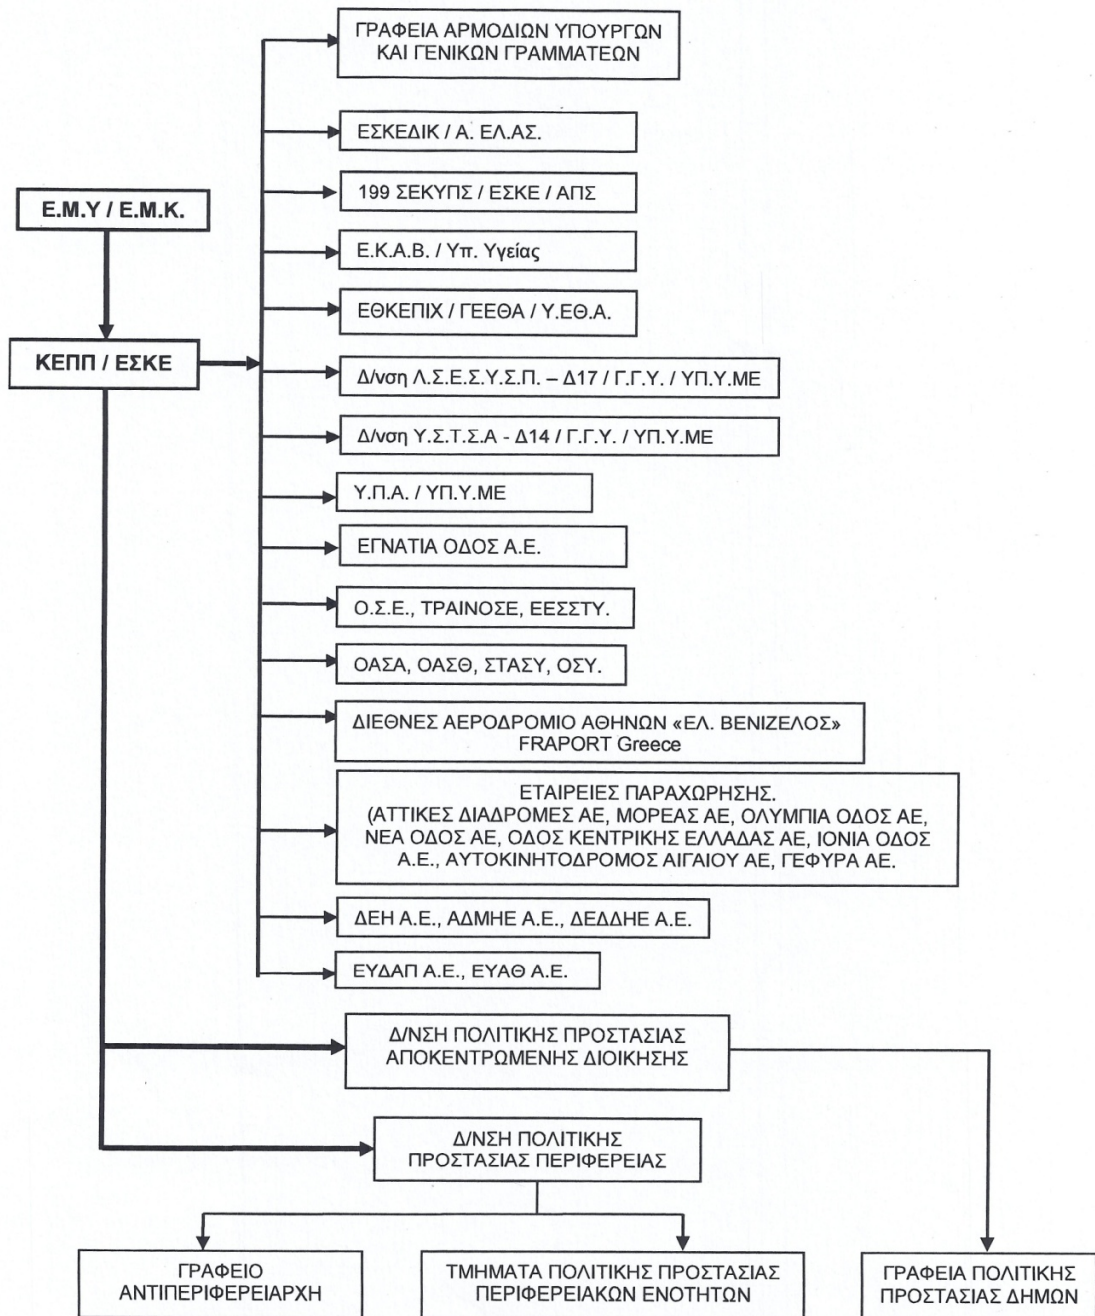 ΓΡΑΦΕΙΑ ΑΡΜΟΔΙΩΝ ΥΠΟΥΡΓΩΝ
ΚΑΙ ΓΕΝΙΚΩΝ ΓΡΑΜΜΑΤΕΩΝ
ΕΣΚΕΔΙΚ / Α. ΕΛ.ΑΣ.
199 ΣΕΚΥΠΣ / ΕΣΚΕ / ΑΠΣ
Ε.Μ.Υ / Ε.Μ.Κ.
Ε.Κ.Α.Β. / Υπ. Υγείας
ΕΘΚΕΠΙΧ / ΓΕΕΘΑ / Υ.ΕΘ.Α.
ΚΕΠΠ / ΕΣΚΕ
Δ/νση Λ.Σ.Ε.Σ.Υ.Σ.Π. – Δ17 / Γ.Γ.Υ. / ΥΠ.Υ.ΜΕ
Δ/νση Υ.Σ.Τ.Σ.Α - Δ14 / Γ.Γ.Υ. / ΥΠ.Υ.ΜΕ
Υ.Π.Α. / ΥΠ.Υ.ΜΕ
ΕΓΝΑΤΙΑ ΟΔΟΣ Α.Ε.
Ο.Σ.Ε., ΤΡΑΙΝΟΣΕ, ΕΕΣΣΤΥ.
ΟΑΣΑ, ΟΑΣΘ, ΣΤΑΣΥ, ΟΣΥ.
ΔΙΕΘΝΕΣ ΑΕΡΟΔΡΟΜΙΟ ΑΘΗΝΩΝ «ΕΛ. ΒΕΝΙΖΕΛΟΣ»
FRAPORT Greece
ΕΤΑΙΡΕΙΕΣ ΠΑΡΑΧΩΡΗΣΗΣ.
(ΑΤΤΙΚΕΣ ΔΙΑΔΡΟΜΕΣ ΑΕ, ΜΟΡΕΑΣ ΑΕ, ΟΛΥΜΠΙΑ ΟΔΟΣ ΑΕ,
ΝΕΑ ΟΔΟΣ ΑΕ, ΟΔΟΣ ΚΕΝΤΡΙΚΗΣ ΕΛΛΑΔΑΣ ΑΕ, ΙΟΝΙΑ ΟΔΟΣ
Α.Ε., ΑΥΤΟΚΙΝΗΤΟΔΡΟΜΟΣ ΑΙΓΑΙΟΥ ΑΕ, ΓΕΦΥΡΑ ΑΕ.
ΔΕΗ Α.Ε., ΑΔΜΗΕ Α.Ε., ΔΕΔΔΗΕ Α.Ε.
ΕΥΔΑΠ Α.Ε., ΕΥΑΘ Α.Ε.
Δ/ΝΣΗ ΠΟΛΙΤΙΚΗΣ ΠΡΟΣΤΑΣΙΑΣ
ΑΠΟΚΕΝΤΡΩΜΕΝΗΣ ΔΙΟΙΚΗΣΗΣ
Δ/ΝΣΗ ΠΟΛΙΤΙΚΗΣ
ΠΡΟΣΤΑΣΙΑΣ ΠΕΡΙΦΕΡΕΙΑΣ
ΓΡΑΦΕΙΟ
ΑΝΤΙΠΕΡΙΦΕΡΕΙΑΡΧΗ
ΤΜΗΜΑΤΑ ΠΟΛΙΤΙΚΗΣ ΠΡΟΣΤΑΣΙΑΣ
ΠΕΡΙΦΕΡΕΙΑΚΩΝ ΕΝΟΤΗΤΩΝ
ΓΡΑΦΕΙΑ ΠΟΛΙΤΙΚΗΣ
ΠΡΟΣΤΑΣΙΑΣ ΔΗΜΩΝ